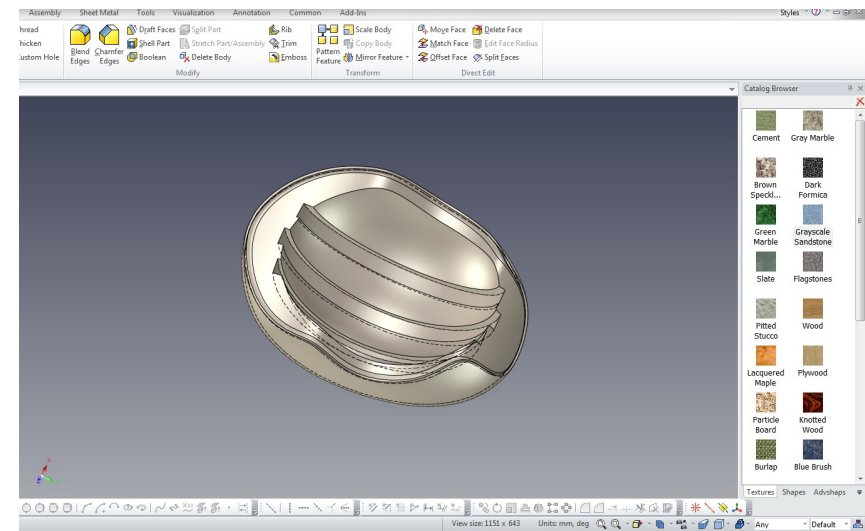 Assembly Sheet Metal Tools Visualization Annotation Common Add-Ins Styles
hread Draft Faces Split Part Rib Scale Body Move Face Delete Face
hicken Shell Part Stretch Part/Assembly Trim Copy Body Match Face Edit Face Radius
ustom Hole Blend Edges Chamfer Edges Boolean Delete Body Emboss Pattern Feature Mirror Feature Offset Face Split Faces
Modify Transform Direct Edit
Catalog Browser
Cement Gray Marble
Brown Speckl... Dark Formica
Green Marble Grayscale Sandstone
Slate Flagstones
Pitted Stucco Wood
Lacquered Maple Plywood
Particle Board Knotted Wood
Burlap Blue Brush
Textures Shapes Advshaps
View size: 1151 x 643 Units: mm, deg Any Default